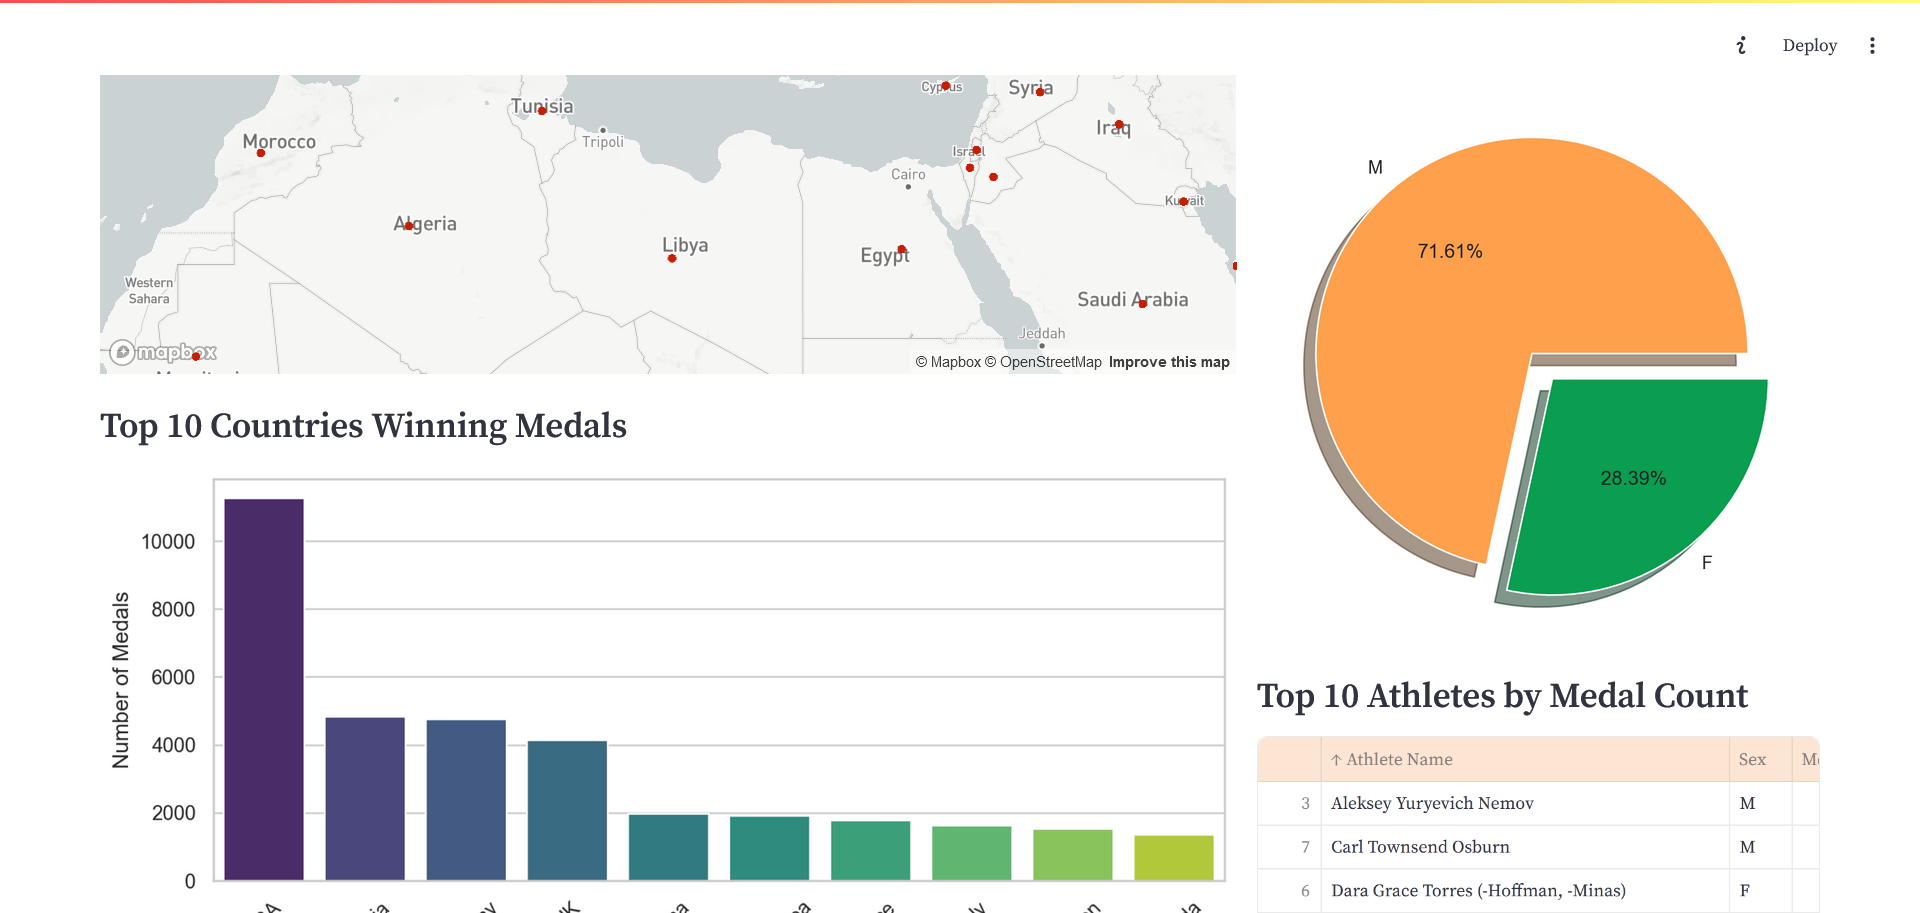 Deploy
Tunisia
Cyprus
Syria
Morocco
Tripoli
Iraq
Israel
Cairo
Kuwait
Algeria
Libya
Egypt
Western
Sahara
Saudi Arabia
Jeddah
mapbox
© Mapbox © OpenStreetMap Improve this map
M
71.61%
28.39%
F
Top 10 Countries Winning Medals
Number of Medals
10000
8000
6000
4000
2000
0
Top 10 Athletes by Medal Count
↑ Athlete Name Sex
3 Aleksey Yuryevich Nemov M
7 Carl Townsend Osburn M
6 Dara Grace Torres (-Hoffman, -Minas) F